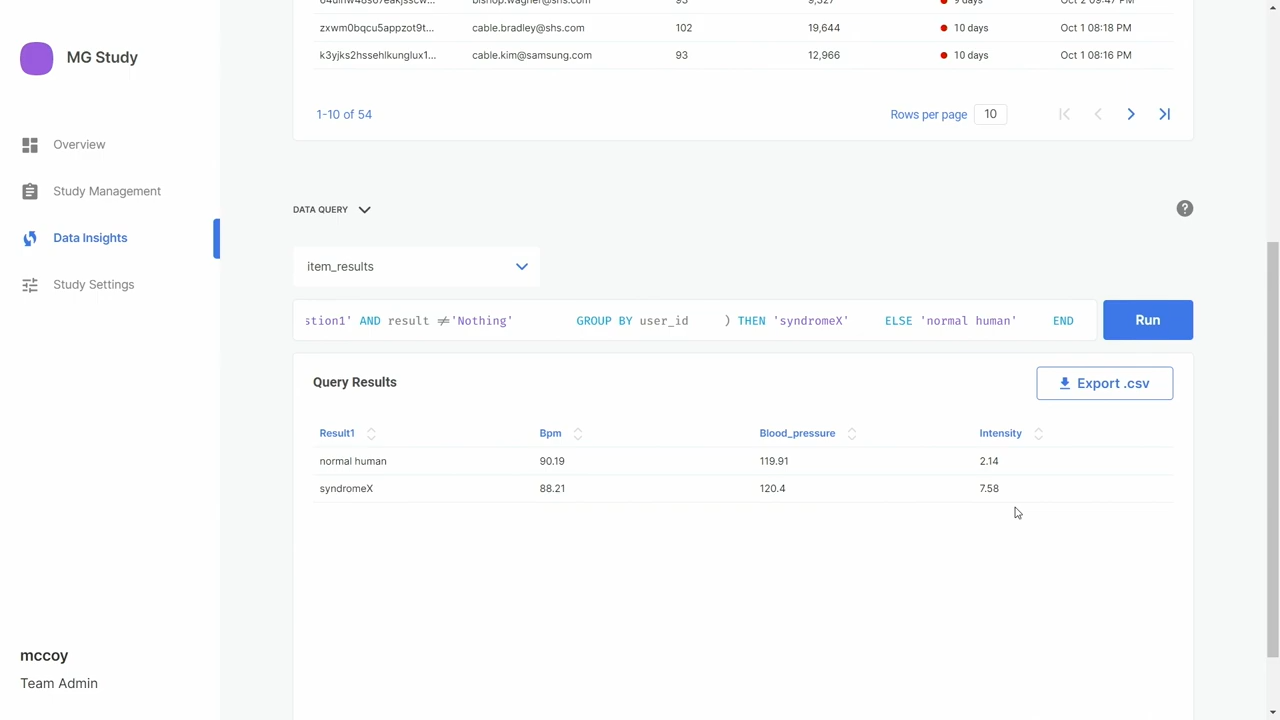 MG Study
Overview
Study Management
Data Insights
Study Settings
mccoy
Team Admin
9 days
zxwm0bqcu5appzot9t... cable.bradley@shs.com 102 19,644 10 days Oct 1 08:18 PM
k3yjks2hssehlkunglux1... cable.kim@samsung.com 93 12,966 10 days Oct 1 08:16 PM
1-10 of 54 Rows per page 10
DATA QUERY ?
item_results
stion1' AND result ≠'Nothing' GROUP BY user_id ) THEN 'syndromeX' ELSE 'normal human' END Run
Query Results Export .csv
Result1 Bpm Blood_pressure Intensity
normal human 90.19 119.91 2.14
syndromeX 88.21 120.4 7.58